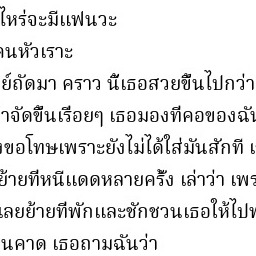 ไหร่จะมีแฟนวะ
คนหัวเราะ
ย์ถัดมา คราว นี้เธอสวยขึ้นไปกว่า
าจัดขึ้นเรื่อยๆ เธอมองที่คอของฉัน
งขอโทษเพราะยังไม่ได้ใส่มันสักที เ
ย้ายที่หนีแดดหลายครั้ง เล่าว่า เพร
เลยย้ายที่พักและชักชวนเธอให้ไปพ
นคาด เธอถามฉันว่า